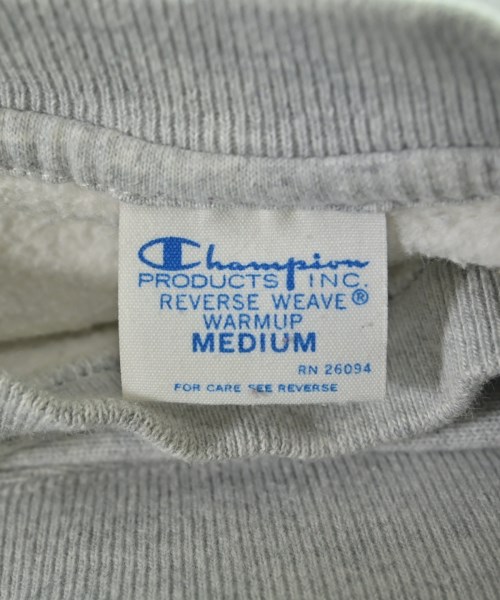 Champion
PRODUCTS INC.
REVERSE WEAVE®
WARMUP
MEDIUM
RN 26094
FOR CARE SEE REVERSE